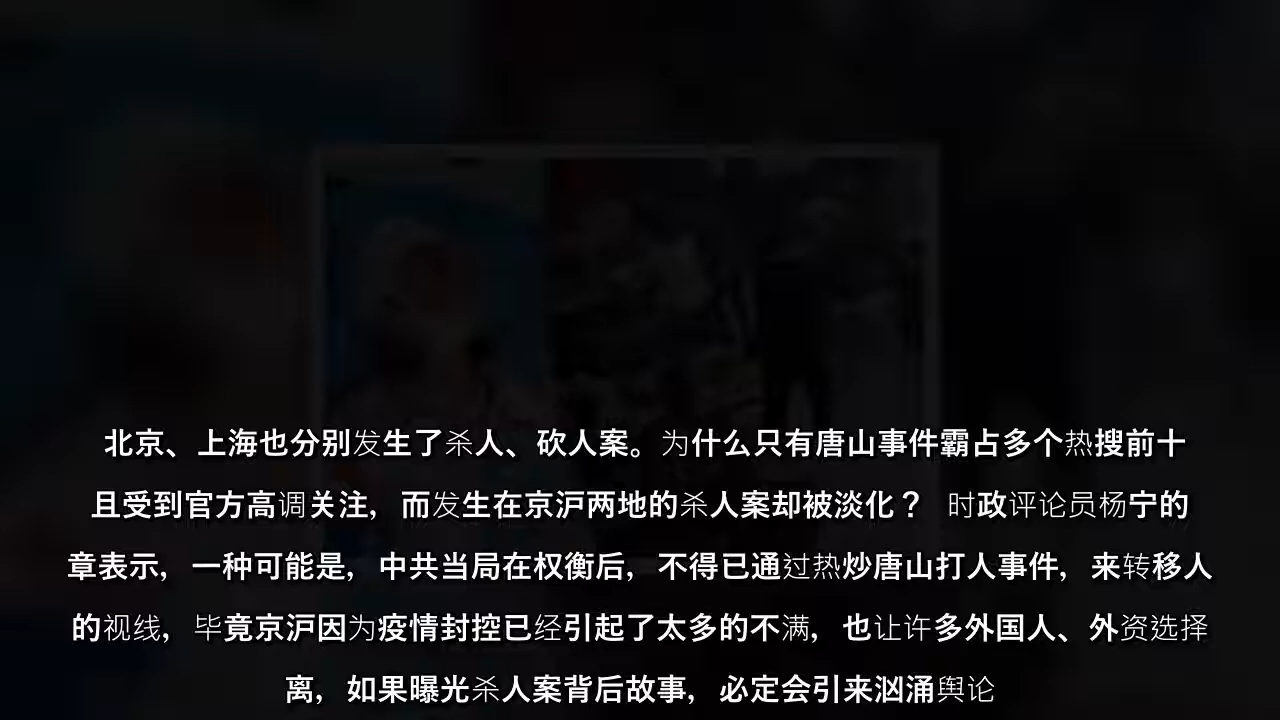 北京、上海也分别发生了杀人、砍人案。为什么只有唐山事件霸占多个热搜前十
且受到官方高调关注，而发生在京沪两地的杀人案却被淡化？ 时政评论员杨宁的
章表示，一种可能是，中共当局在权衡后，不得已通过热炒唐山打人事件，来转移人
的视线，毕竟京沪因为疫情封控已经引起了太多的不满，也让许多外国人、外资选择
离，如果曝光杀人案背后故事，必定会引来汹涌舆论